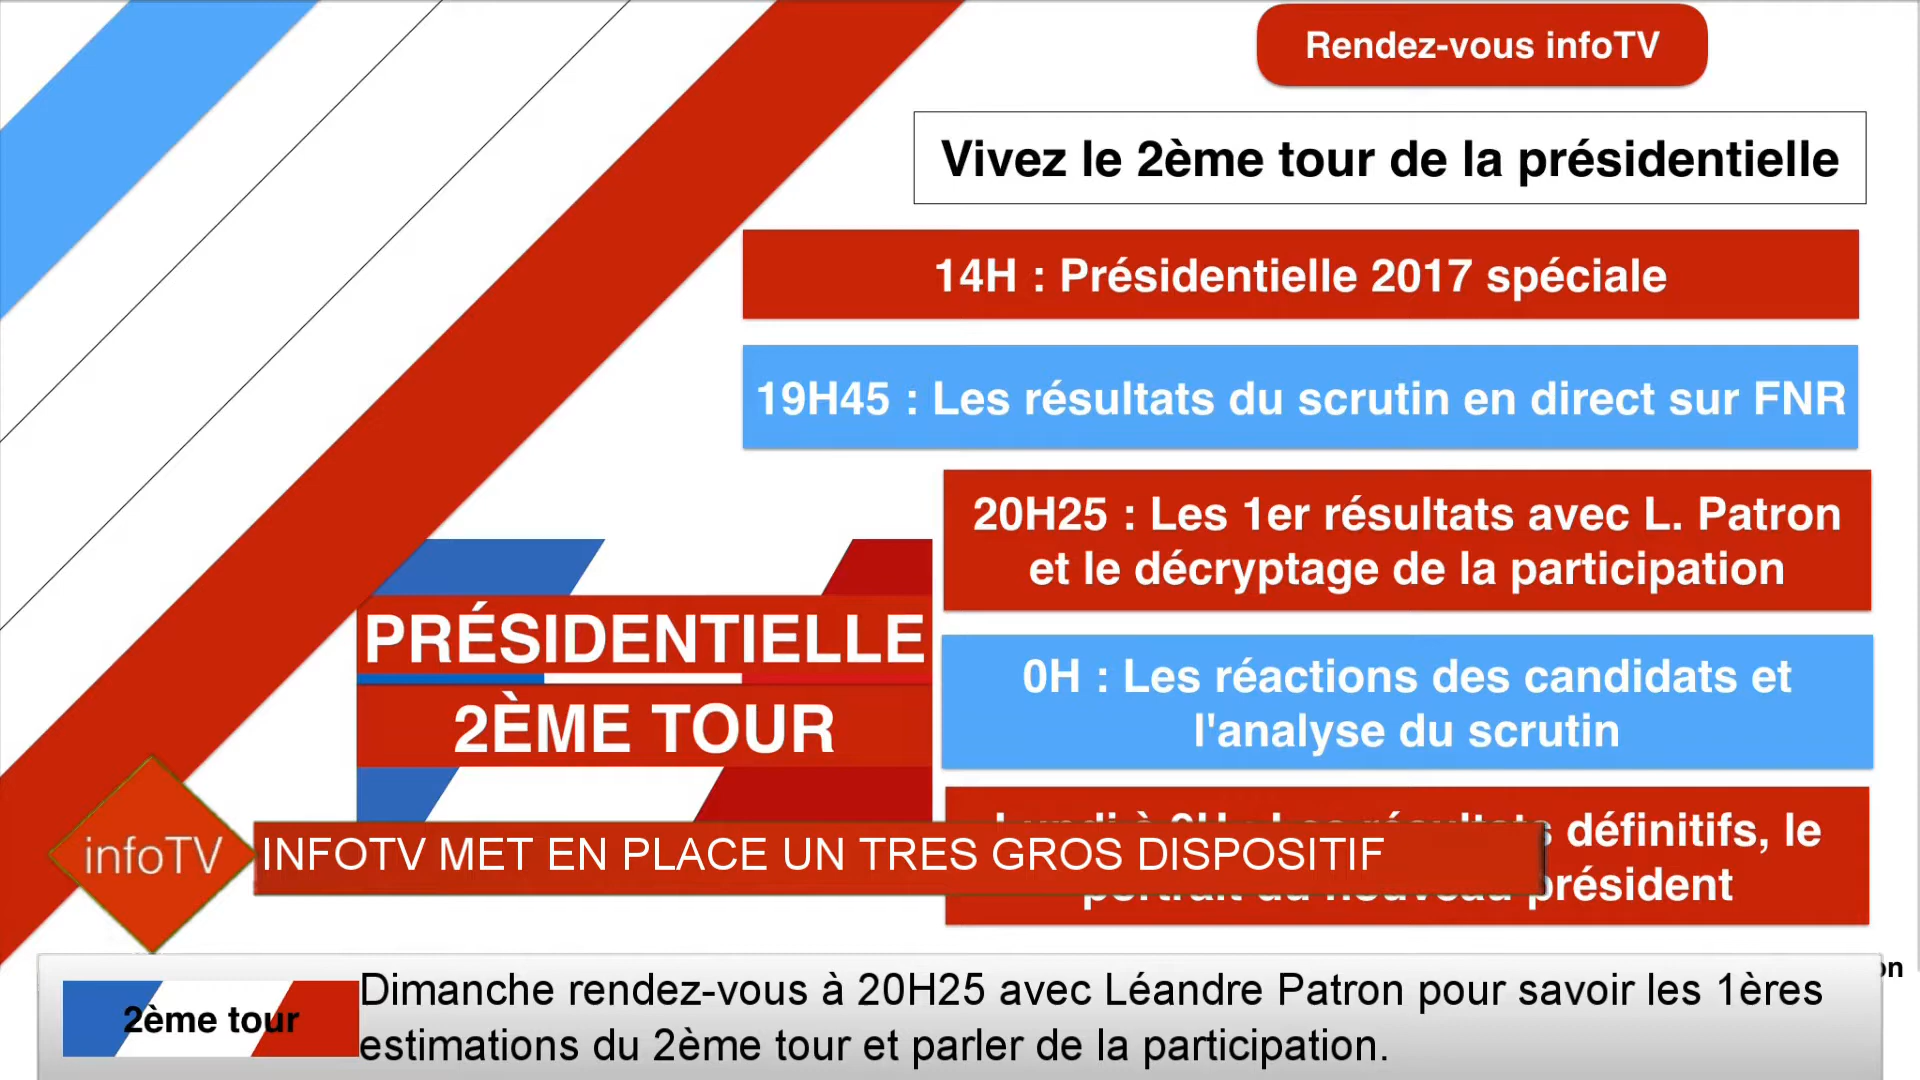 Rendez-vous infoTV
Vivez le 2ème tour de la présidentielle
14H : Présidentielle 2017 spéciale
19H45 : Les résultats du scrutin en direct sur FNR
20H25 : Les 1er résultats avec L. Patron
et le décryptage de la participation
PRÉSIDENTIELLE
2ÈME TOUR
0H : Les réactions des candidats et
l'analyse du scrutin
définitifs, le
président
infoTV
INFOTV MET EN PLACE UN TRES GROS DISPOSITIF
2ème tour
Dimanche rendez-vous à 20H25 avec Léandre Patron pour savoir les 1ères
estimations du 2ème tour et parler de la participation.